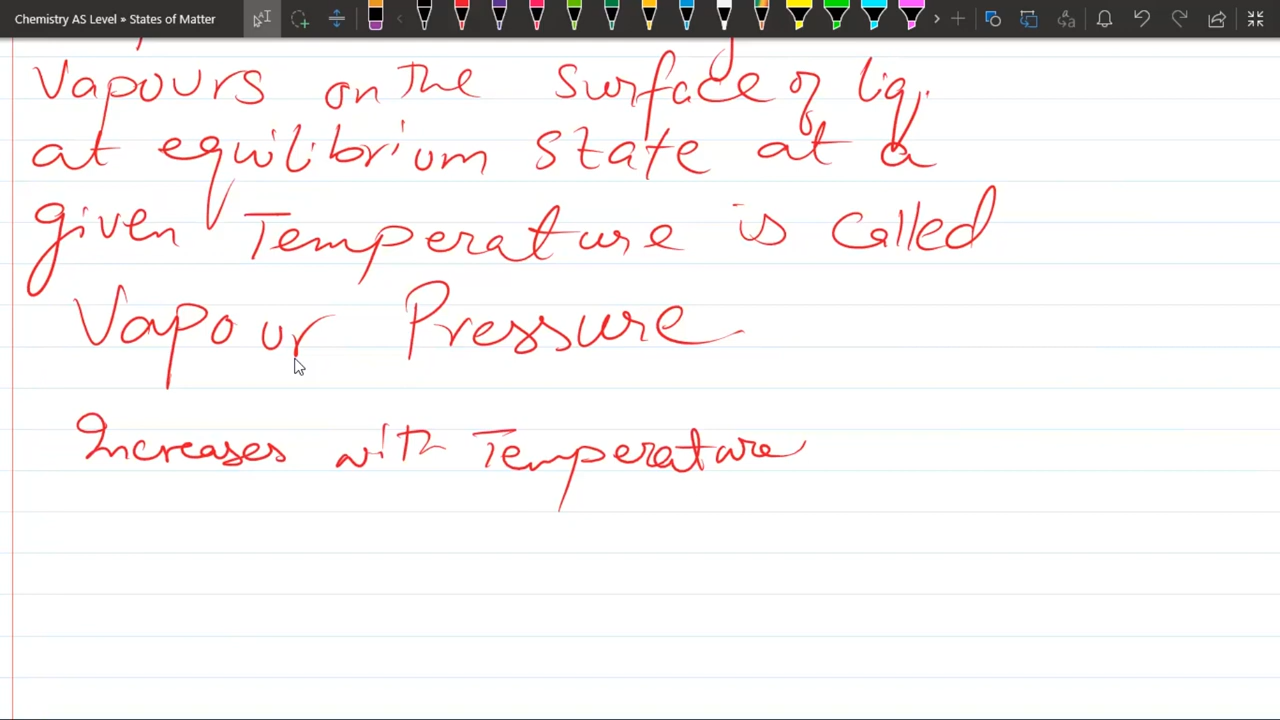 Chemistry AS Level » States of Matter
Vapours on the surface of liq.
at equilibrium state at a
given Temperature is called
Vapour Pressure
Increases with Temperature